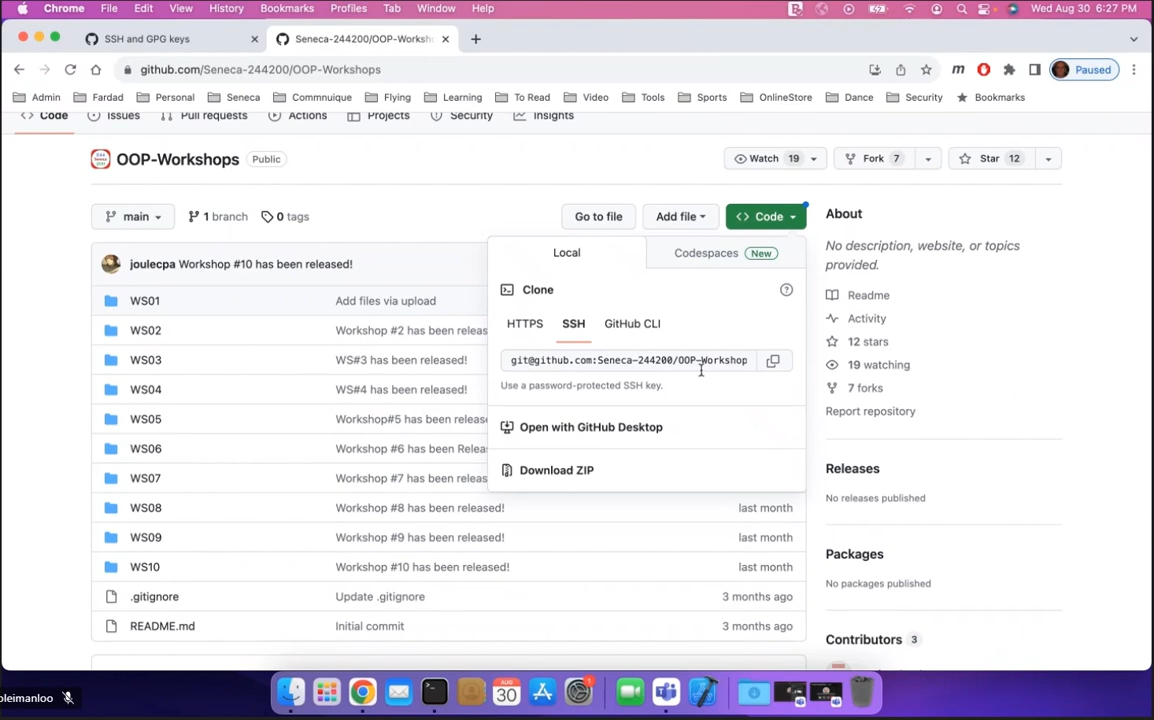 Chrome File Edit View History Bookmarks Profiles Tab Window Help Wed Aug 30 6:27 PM
SSH and GPG keys Seneca-244200/OOP-Worksh
github.com/Seneca-244200/OOP-Workshops m Paused
Admin Fardad Personal Seneca Commnuique Flying Learning To Read Video Tools Sports OnlineStore Dance Security Bookmarks
<> Code Issues Pull requests Actions Projects Security Insights
OOP-Workshops Public Watch 19 Fork 7 Star 12
main 1 branch 0 tags Go to file Add file <> Code About
joulecpa Workshop #10 has been released! Local Codespaces New No description, website, or topics
provided.
WS01 Add files via upload Clone Readme
WS02 Workshop #2 has been releas HTTPS SSH GitHub CLI Activity
WS03 WS#3 has been released! git@github.com:Seneca-244200/OOP-Workshop 12 stars
WS04 WS#4 has been released! Use a password-protected SSH key. 19 watching
7 forks
WS05 Workshop#5 has been release Open with GitHub Desktop Report repository
WS06 Workshop #6 has been Releas
WS07 Workshop #7 has been releas Download ZIP Releases
WS08 Workshop #8 has been released! last month No releases published
WS09 Workshop #9 has been released! last month
WS10 Workshop #10 has been released! last month Packages
.gitignore Update .gitignore 3 months ago No packages published
README.md Initial commit 3 months ago
Contributors 3
AUG
30
1
oleimanloo